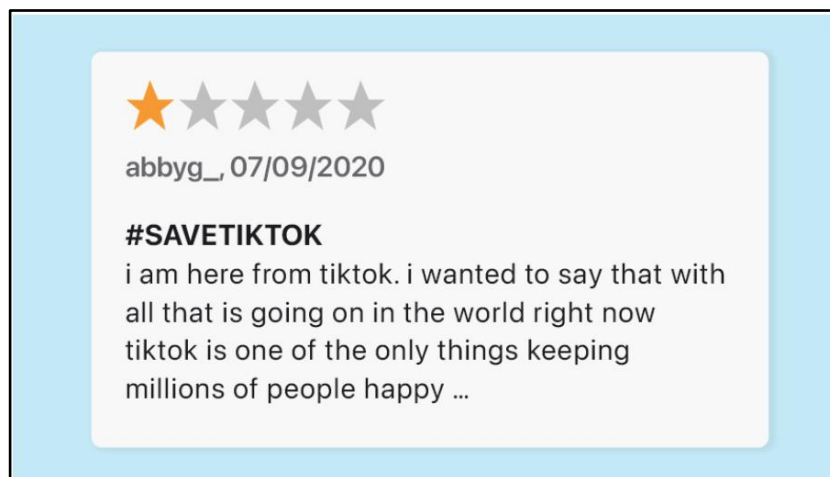 abbyg_, 07/09/2020
#SAVETIKTOK
i am here from tiktok. i wanted to say that with
all that is going on in the world right now
tiktok is one of the only things keeping
millions of people happy ...